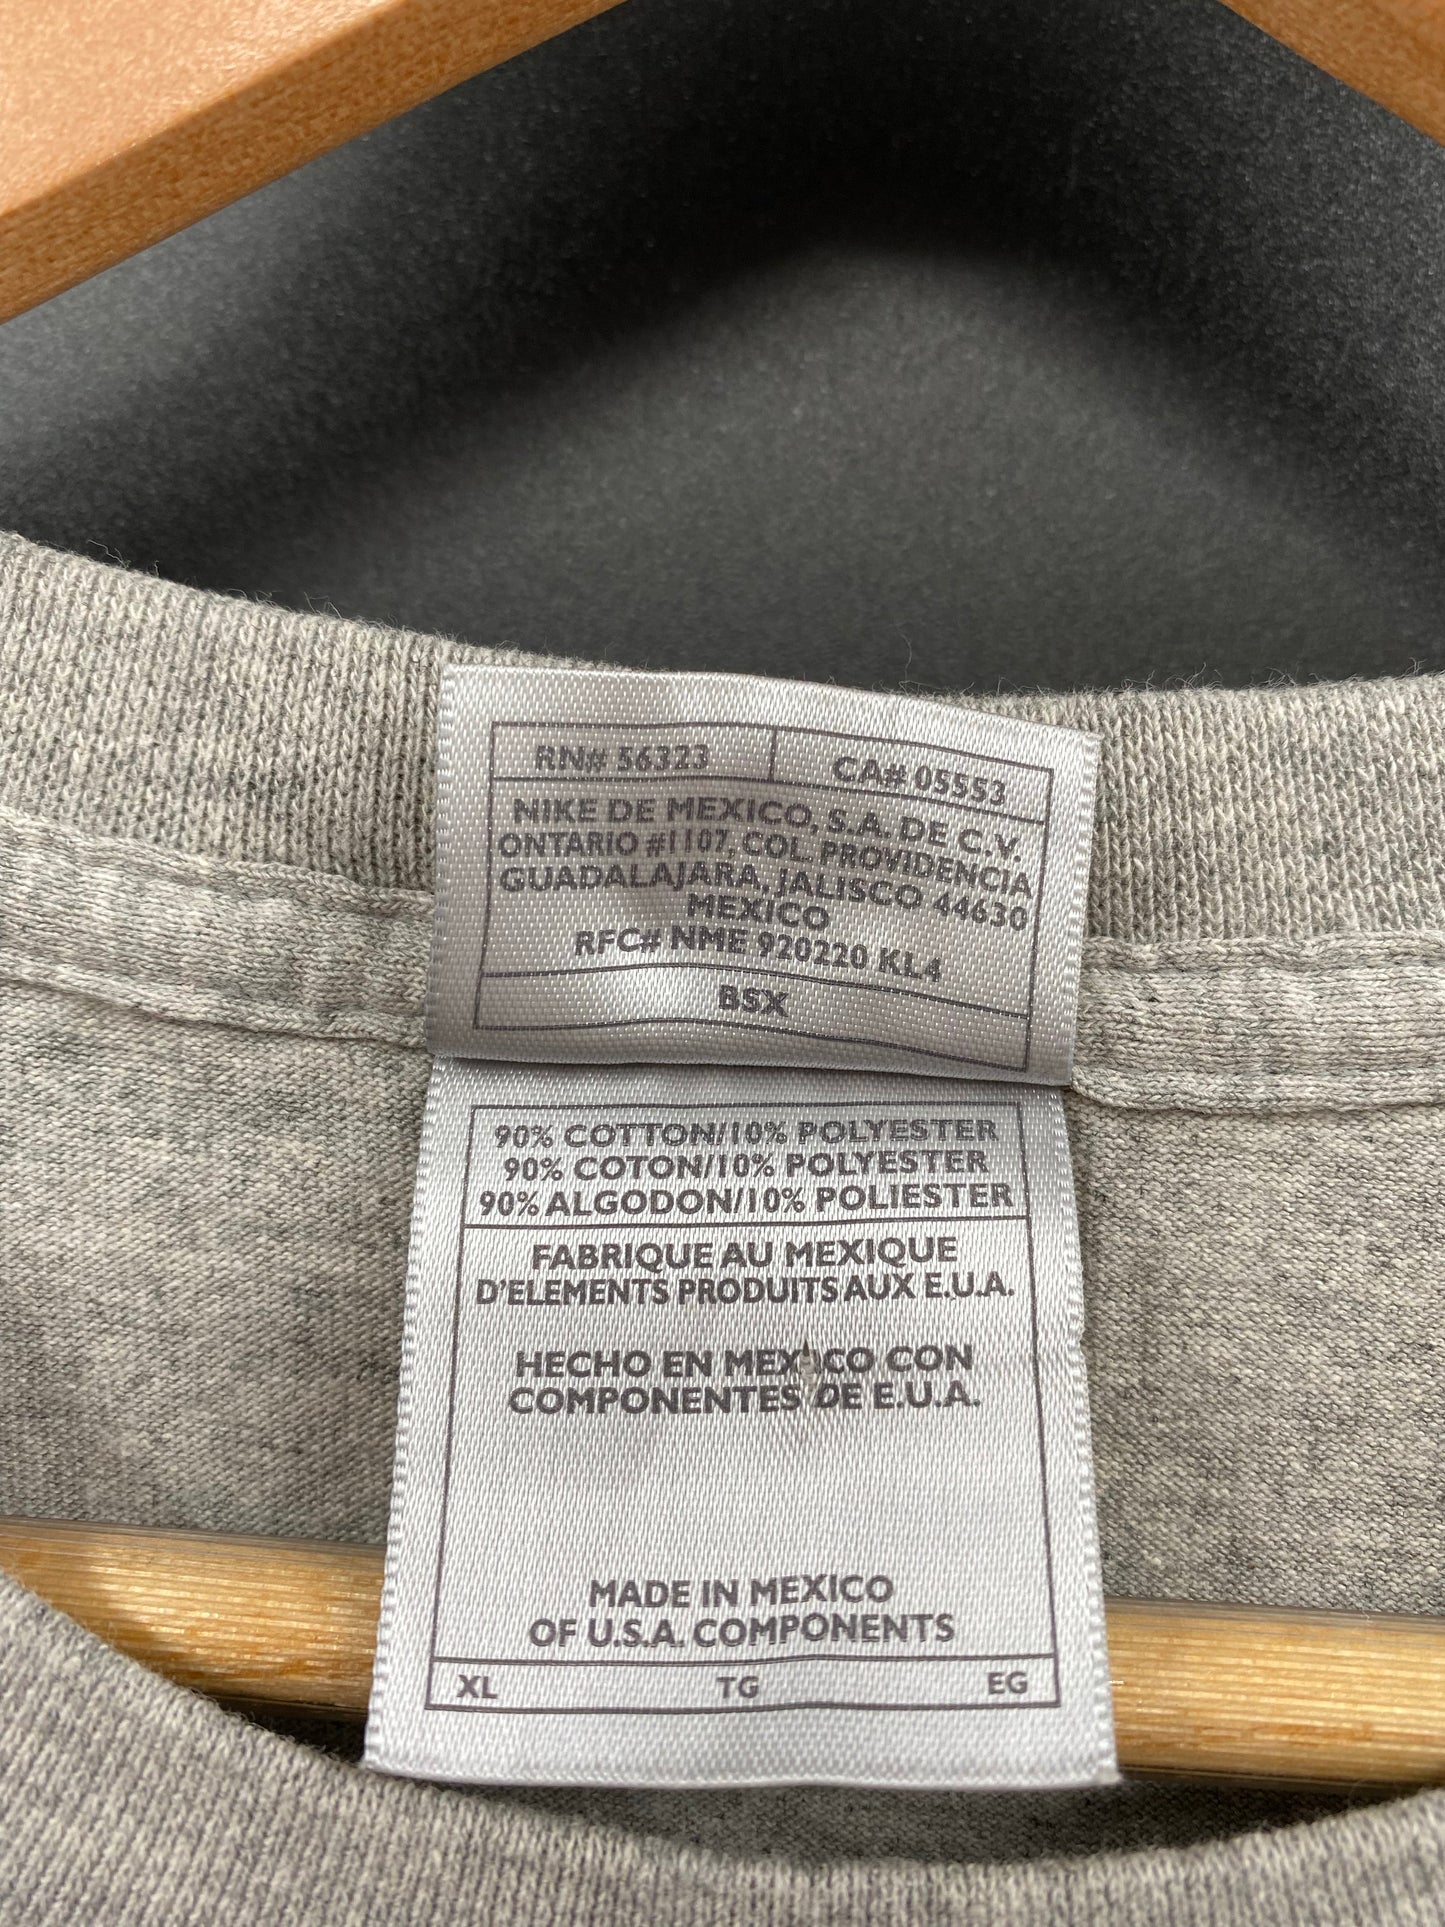 RN# 56323 CA# 05553
NIKE DE MEXICO, S.A. DE C.V.
ONTARIO #1107, COL. PROVIDENCIA
GUADALAJARA, JALISCO 44630
MEXICO
RFC# NME 920220 KL4
BSX
90% COTTON/10% POLYESTER
90% COTON/10% POLYESTER
90% ALGODON/10% POLIESTER
FABRIQUE AU MEXIQUE
D'ELEMENTS PRODUITS AUX E.U.A.
HECHO EN MEXICO CON
COMPONENTES DE E.U.A.
MADE IN MEXICO
OF U.S.A. COMPONENTS
XL TG EG